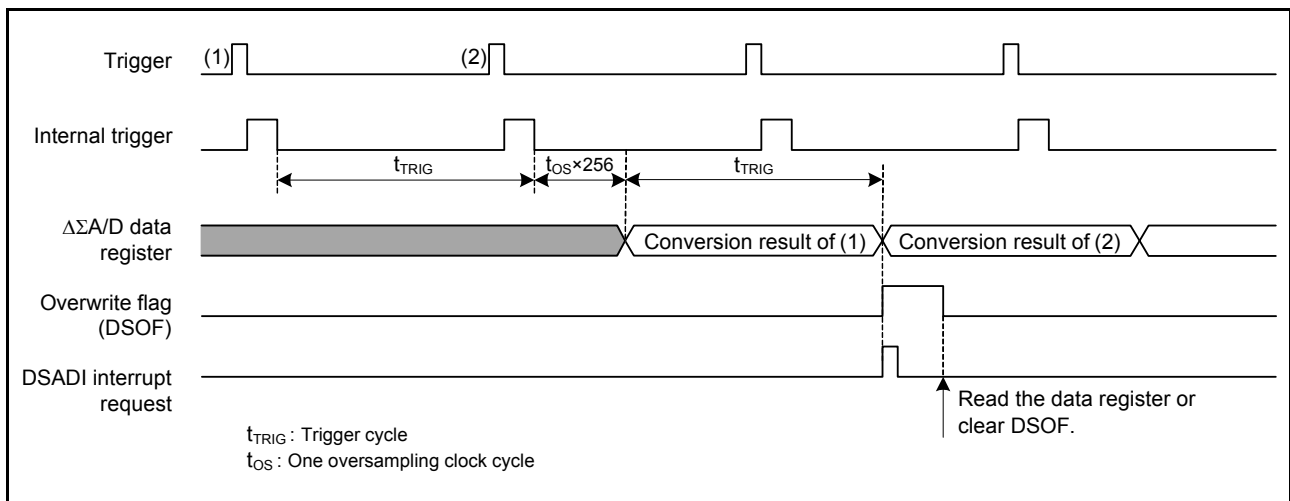 Trigger
(1)
(2)
Internal trigger
tTRIG
tOS×256
tTRIG
ΔΣA/D data
register
Conversion result of (1)
Conversion result of (2)
Overwrite flag
(DSOF)
DSADI interrupt
request
Read the data register or
clear DSOF.
tTRIG : Trigger cycle
tOS : One oversampling clock cycle